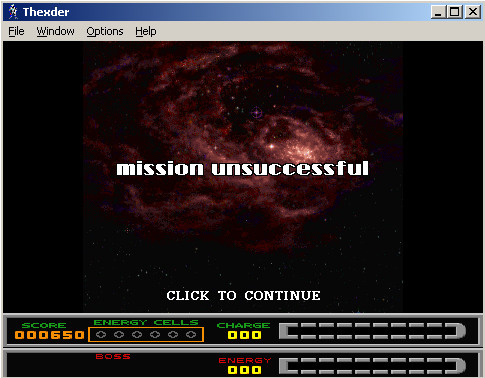 Thexder
File Window Options Help
mission unsuccessful
CLICK TO CONTINUE
SCORE ENERGY CELLS CHARGE
000650 000
BOSS ENERGY
000